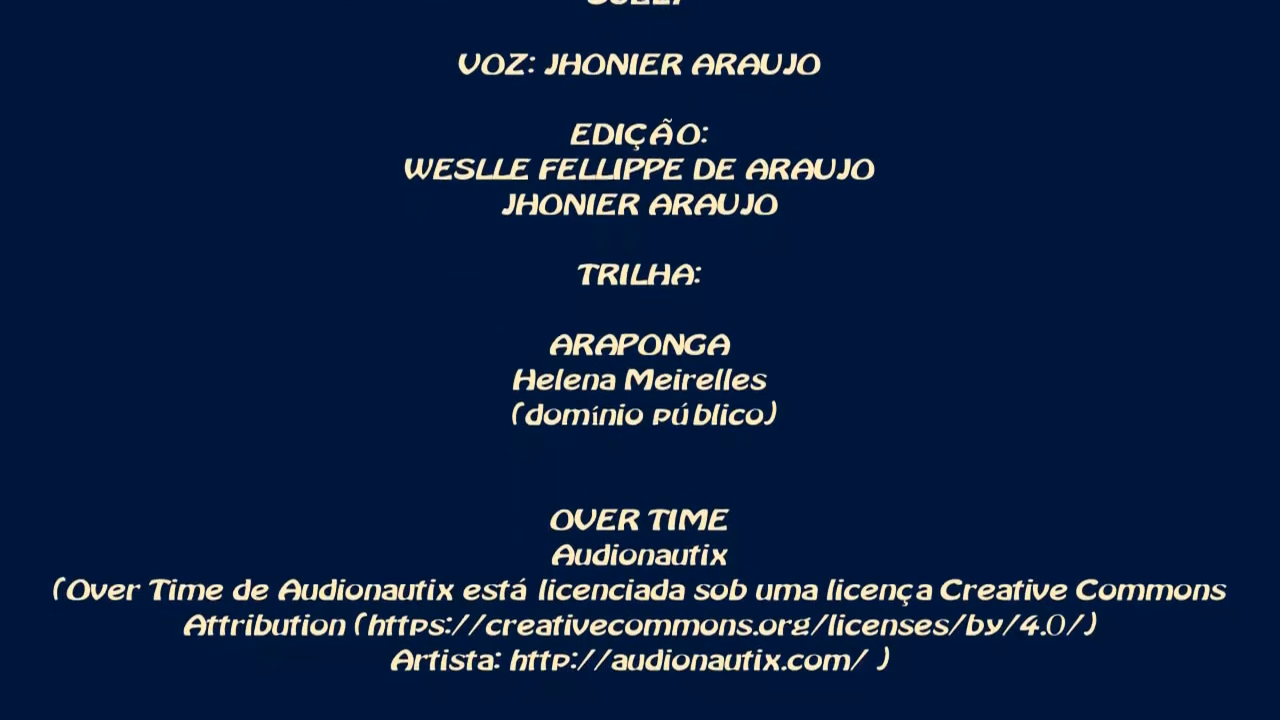 VOZ: JHONIER ARAUJO
EDIÇÃO:
WESLLE FELLIPPE DE ARAUJO
JHONIER ARAUJO
TRILHA:
ARAPONGA
Helena Meirelles
(domínio público)
OVER TIME
Audionautix
(Over Time de Audionautix está licenciada sob uma licença Creative Commons
Attribution (https://creativecommons.org/licenses/by/4.0/)
Artista: http://audionautix.com/ )